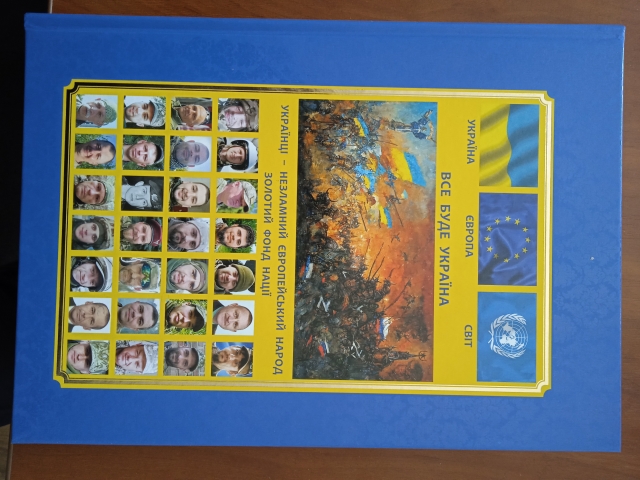 УКРАЇНА ЄВРОПА СВІТ
ВСЕ БУДЕ УКРАЇНА
УКРАЇНЦІ – НЕЗЛАМНИЙ ЄВРОПЕЙСЬКИЙ НАРОД
ЗОЛОТИЙ ФОНД НАЦІЇ